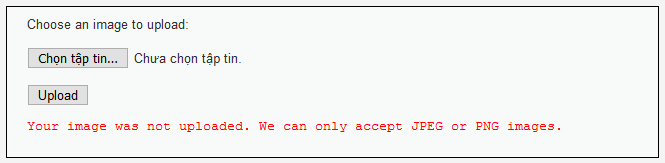 Choose an image to upload:
Chọn tập tin... Chưa chọn tập tin.
Upload
Your image was not uploaded. We can only accept JPEG or PNG images.